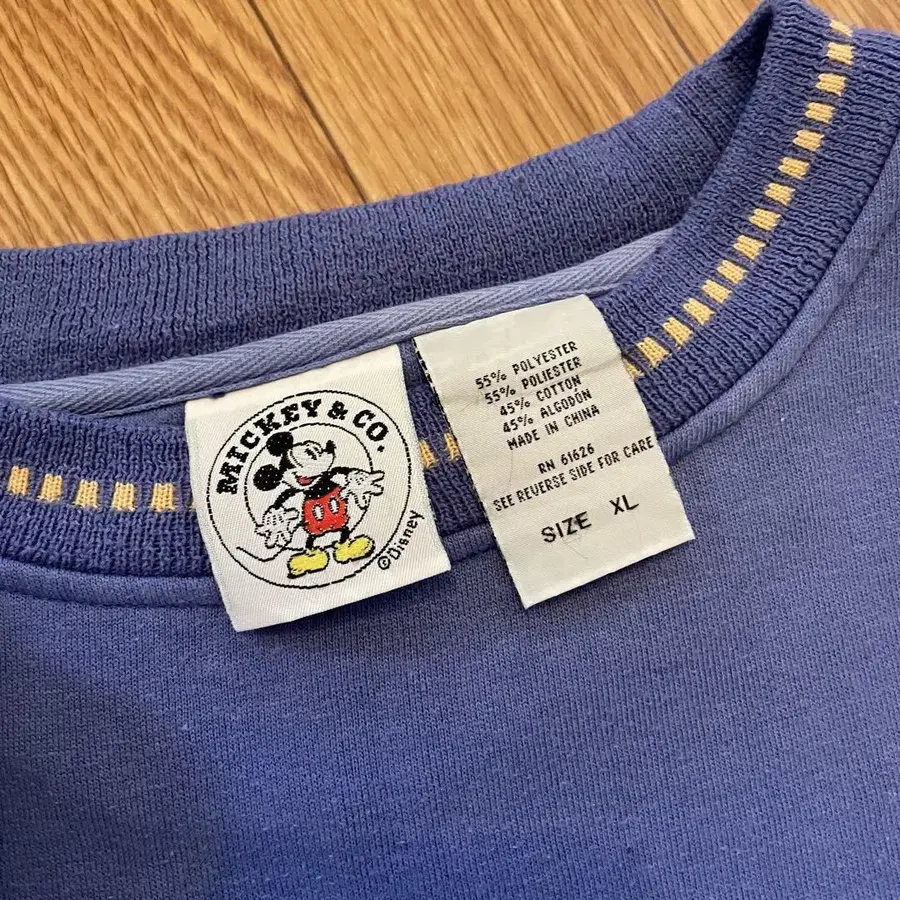 MICKEY & CO.
©Disney
55% POLYESTER
55% POLIESTER
45% COTTON
45% ALGODÓN
MADE IN CHINA
RN 61626
SEE REVERSE SIDE FOR CARE
SIZE XL